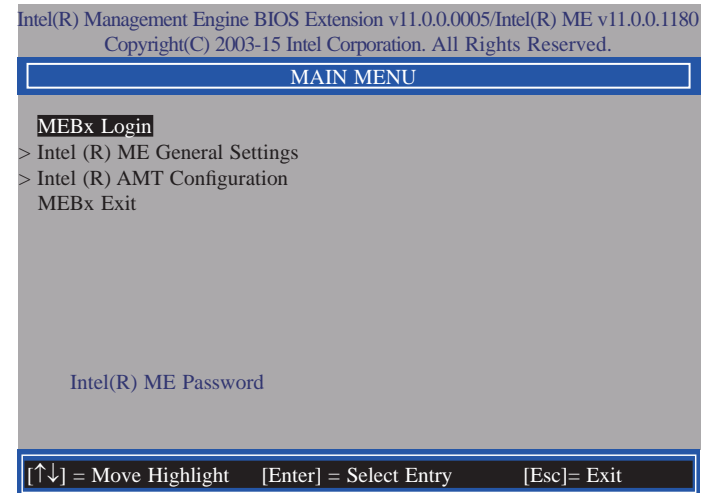 Intel(R) Management Engine BIOS Extension v11.0.0.0005/Intel(R) ME v11.0.0.1180
Copyright(C) 2003-15 Intel Corporation. All Rights Reserved.
MAIN MENU
MEBx Login
> Intel (R) ME General Settings
> Intel (R) AMT Configuration
MEBx Exit
Intel(R) ME Password
[↑↓] = Move Highlight [Enter] = Select Entry [Esc]= Exit